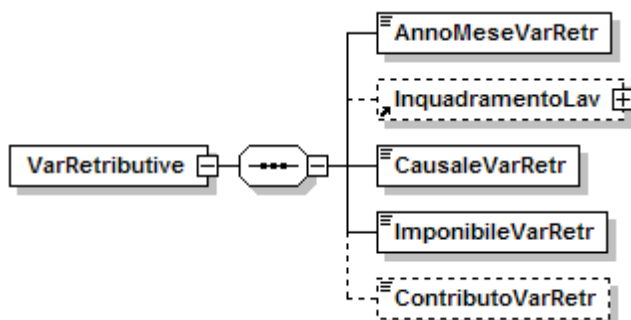 AnnoMeseVarRetr
InquadramentoLav
VarRetributive
CausaleVarRetr
ImponibileVarRetr
ContributoVarRetr